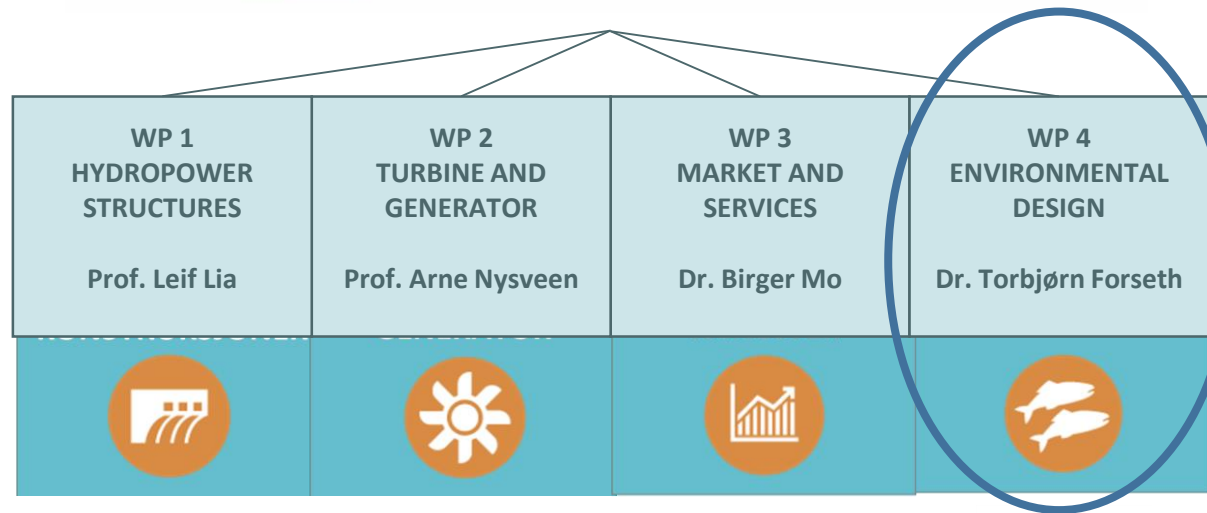 WP 1
HYDROPOWER
STRUCTURES
Prof. Leif Lia
WP 2
TURBINE AND
GENERATOR
Prof. Arne Nysveen
WP 3
MARKET AND
SERVICES
Dr. Birger Mo
WP 4
ENVIRONMENTAL
DESIGN
Dr. Torbjørn Forseth